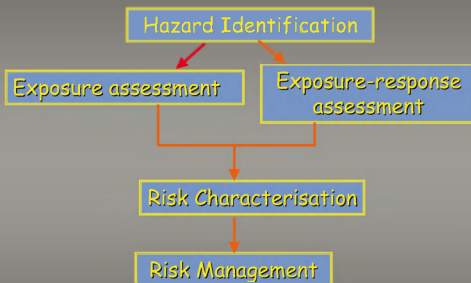 Hazard Identification
Exposure assessment
Exposure-response
assessment
Risk Characterisation
Risk Management